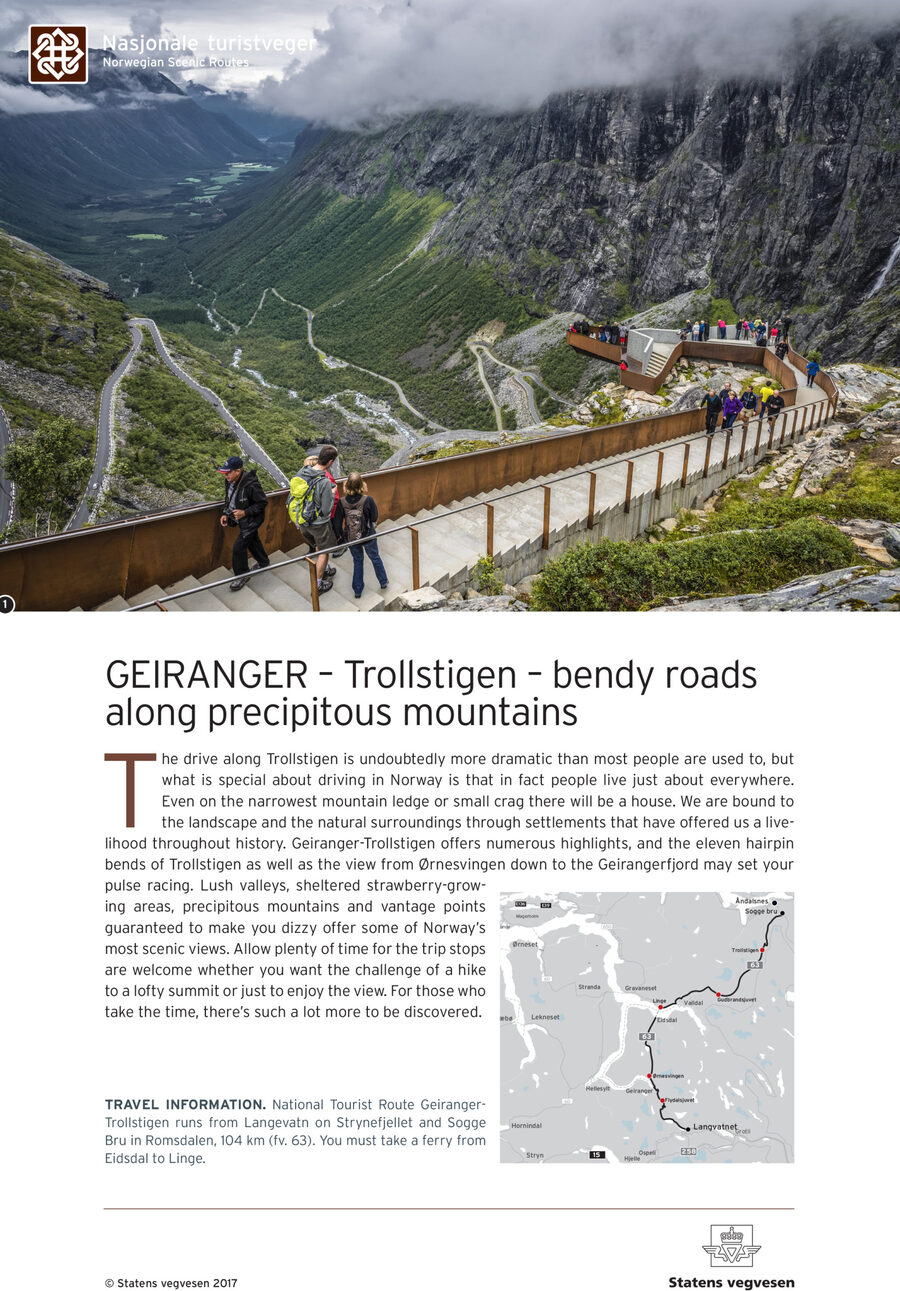 Nasjonale turistveger
Norwegian Scenic Routes
1
GEIRANGER – Trollstigen – bendy roads
along precipitous mountains
The drive along Trollstigen is undoubtedly more dramatic than most people are used to, but
what is special about driving in Norway is that in fact people live just about everywhere.
Even on the narrowest mountain ledge or small crag there will be a house. We are bound to
the landscape and the natural surroundings through settlements that have offered us a live-
lihood throughout history. Geiranger-Trollstigen offers numerous highlights, and the eleven hairpin
bends of Trollstigen as well as the view from Ørnesvingen down to the Geirangerfjord may set your
pulse racing. Lush valleys, sheltered strawberry-grow-
ing areas, precipitous mountains and vantage points
guaranteed to make you dizzy offer some of Norway's
most scenic views. Allow plenty of time for the trip stops
are welcome whether you want the challenge of a hike
to a lofty summit or just to enjoy the view. For those who
take the time, there's such a lot more to be discovered.
TRAVEL INFORMATION. National Tourist Route Geiranger-
Trollstigen runs from Langevatn on Strynefjellet and Sogge
Bru in Romsdalen, 104 km (fv. 63). You must take a ferry from
Eidsdal to Linge.
Åndalsnes
Sogge bru
Magerholm
Ørneset
Trollstigen
63
Stranda
Gravaneset
Linge
Valldal
Gudbrandsjuvet
Lekneset
Eidsdal
63
Ørnesvingen
Hellesylt
Geiranger
Flydalsjuvet
Hornindal
Langvatnet
Grotli
Stryn
15
Ospeli
258
Hjelle
© Statens vegvesen 2017
Statens vegvesen